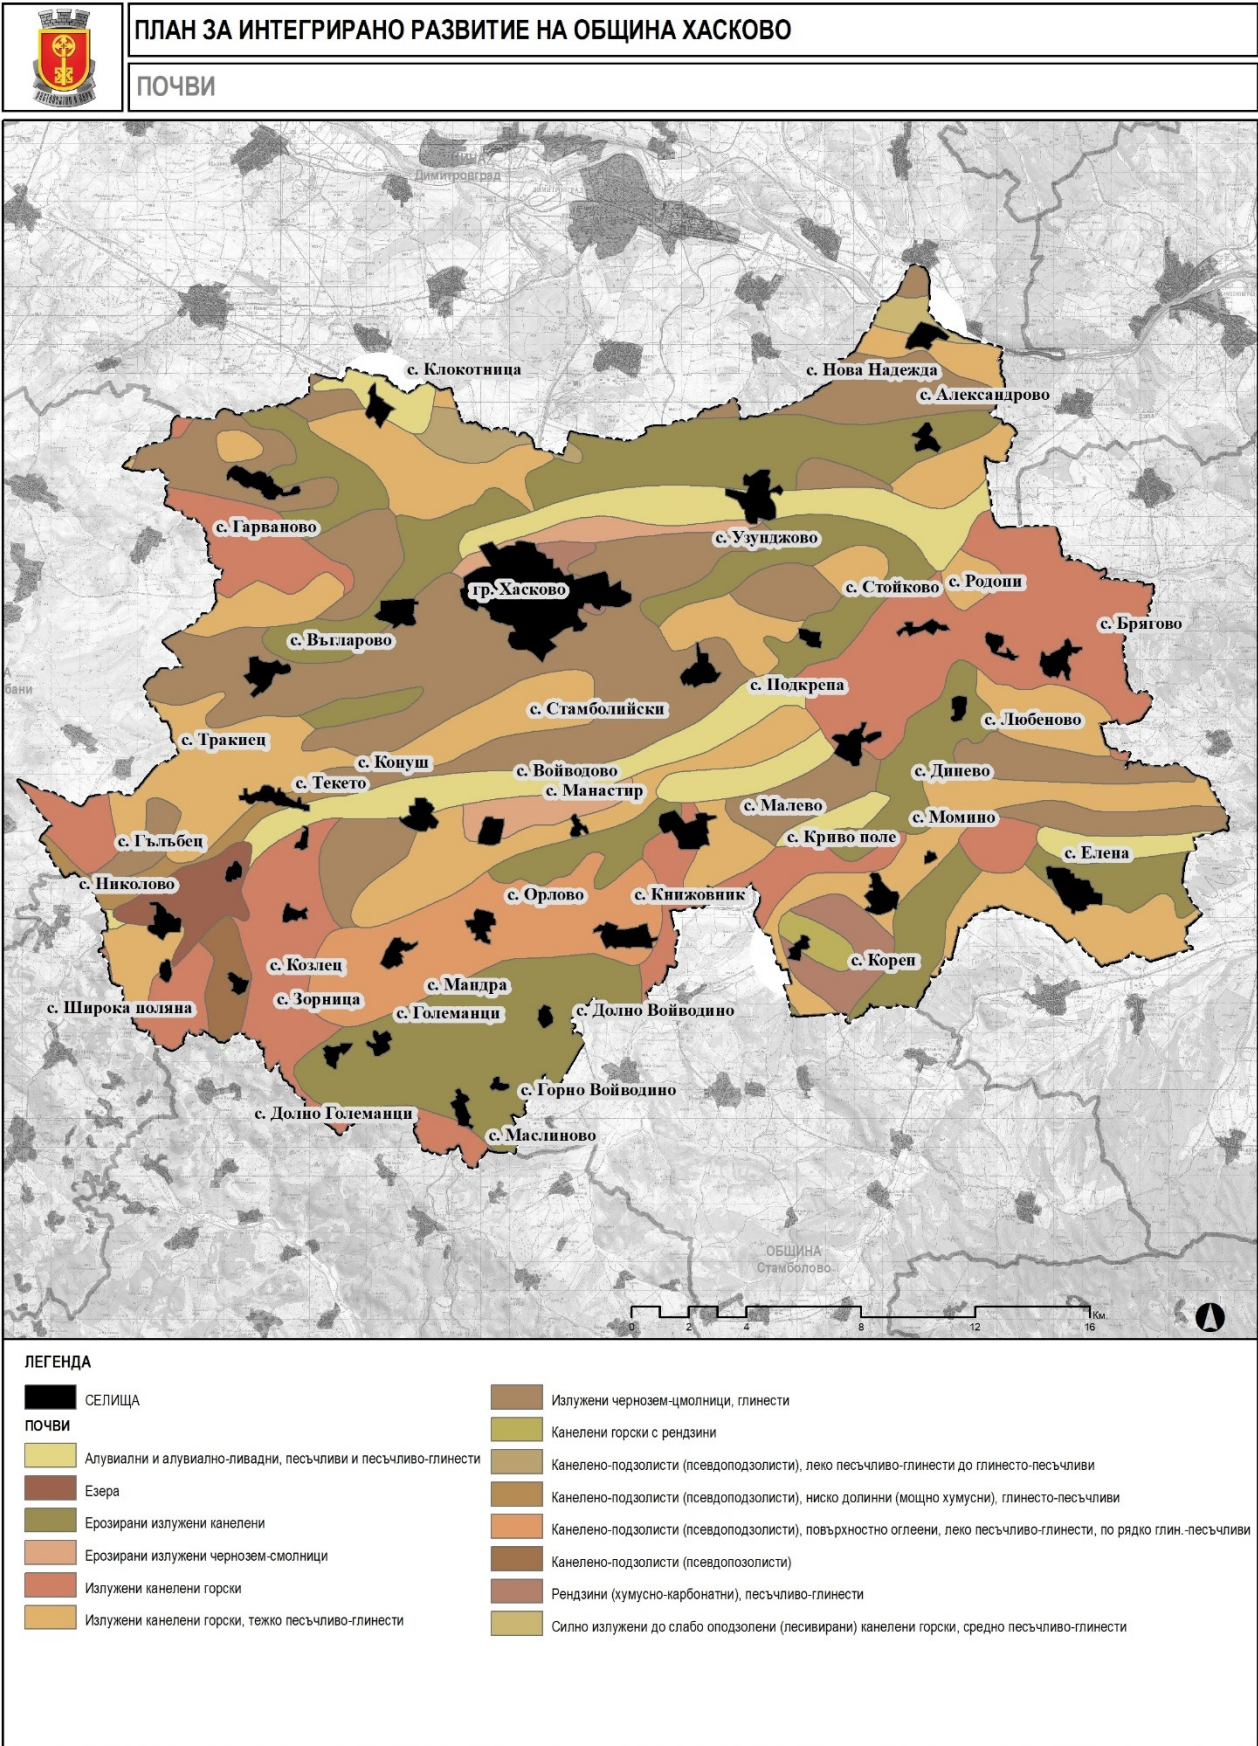 ПЛАН ЗА ИНТЕГРИРАНО РАЗВИТИЕ НА ОБЩИНА ХАСКОВО
ПОЧВИ
Димитровград
с. Клокотница
с. Нова Надежда
с. Александрово
с. Гарваново
с. Узунджово
гр. Хасково
с. Стойково
с. Родопи
с. Брягово
с. Въгларово
с. Подкрепа
с. Стамболийски
с. Любеново
с. Тракиец
с. Конуш
с. Войводово
с. Динево
с. Текето
с. Манастир
с. Малево
с. Момино
с. Гълъбец
с. Криво поле
с. Елена
с. Николово
с. Орлово
с. Книжовник
с. Козлец
с. Корен
с. Мандра
с. Зорница
с. Широка поляна
с. Големанци
с. Долно Войводино
с. Горно Войводино
с. Долно Големанци
с. Маслиново
ОБЩИНА
Стамболово
0 2 4 8 12 16 Км.
ЛЕГЕНДА
СЕЛИЩА
ПОЧВИ
Алувиални и алувиално-ливадни, песъчливи и песъчливо-глинести
Езера
Ерозирани излужени канелени
Ерозирани излужени чернозем-смолници
Излужени канелени горски
Излужени канелени горски, тежко песъчливо-глинести
Излужени чернозем-цмолници, глинести
Канелени горски с рендзини
Канелено-подзолисти (псевдоподзолисти), леко песъчливо-глинести до глинесто-песъчливи
Канелено-подзолисти (псевдоподзолисти), ниско долинни (мощно хумусни), глинесто-песъчливи
Канелено-подзолисти (псевдоподзолисти), повърхностно оглеени, леко песъчливо-глинести, по рядко глин.-песъчливи
Канелено-подзолисти (псевдопозолисти)
Рендзини (хумусно-карбонатни), песъчливо-глинести
Силно излужени до слабо оподзолени (лесивирани) канелени горски, средно песъчливо-глинести